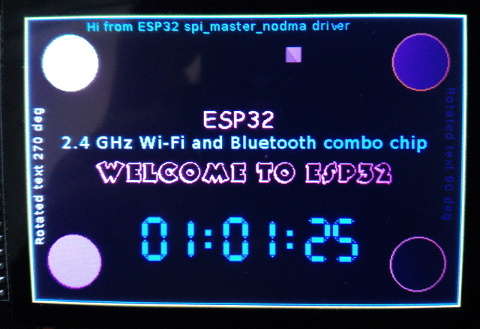 Hi from ESP32 spi_master_nodma driver
ESP32
2.4 GHz Wi-Fi and Bluetooth combo chip
WELCOME TO ESP32
01:01:25
Rotated text 270 deg
Rotated text 90 deg